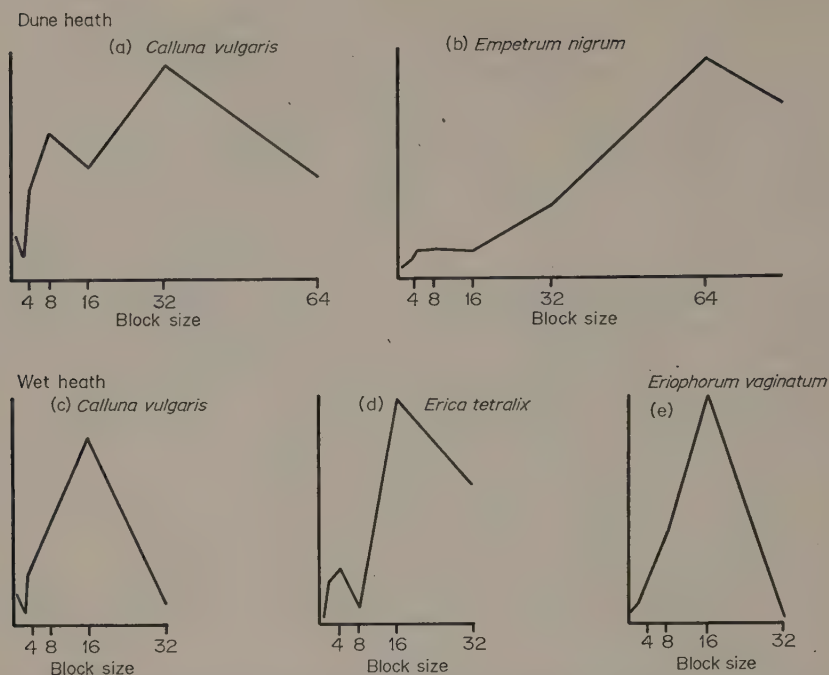 Dune heath
(a) Calluna vulgaris
(b) Empetrum nigrum
4 8 16 32 64
Block size
4 8 16 32 64
Block size
Wet heath
(c) Calluna vulgaris
(d) Erica tetralix
Eriophorum vaginatum
(e)
4 8 16 32
Block size
4 8 16 32
Block size
4 8 16 32
Block size